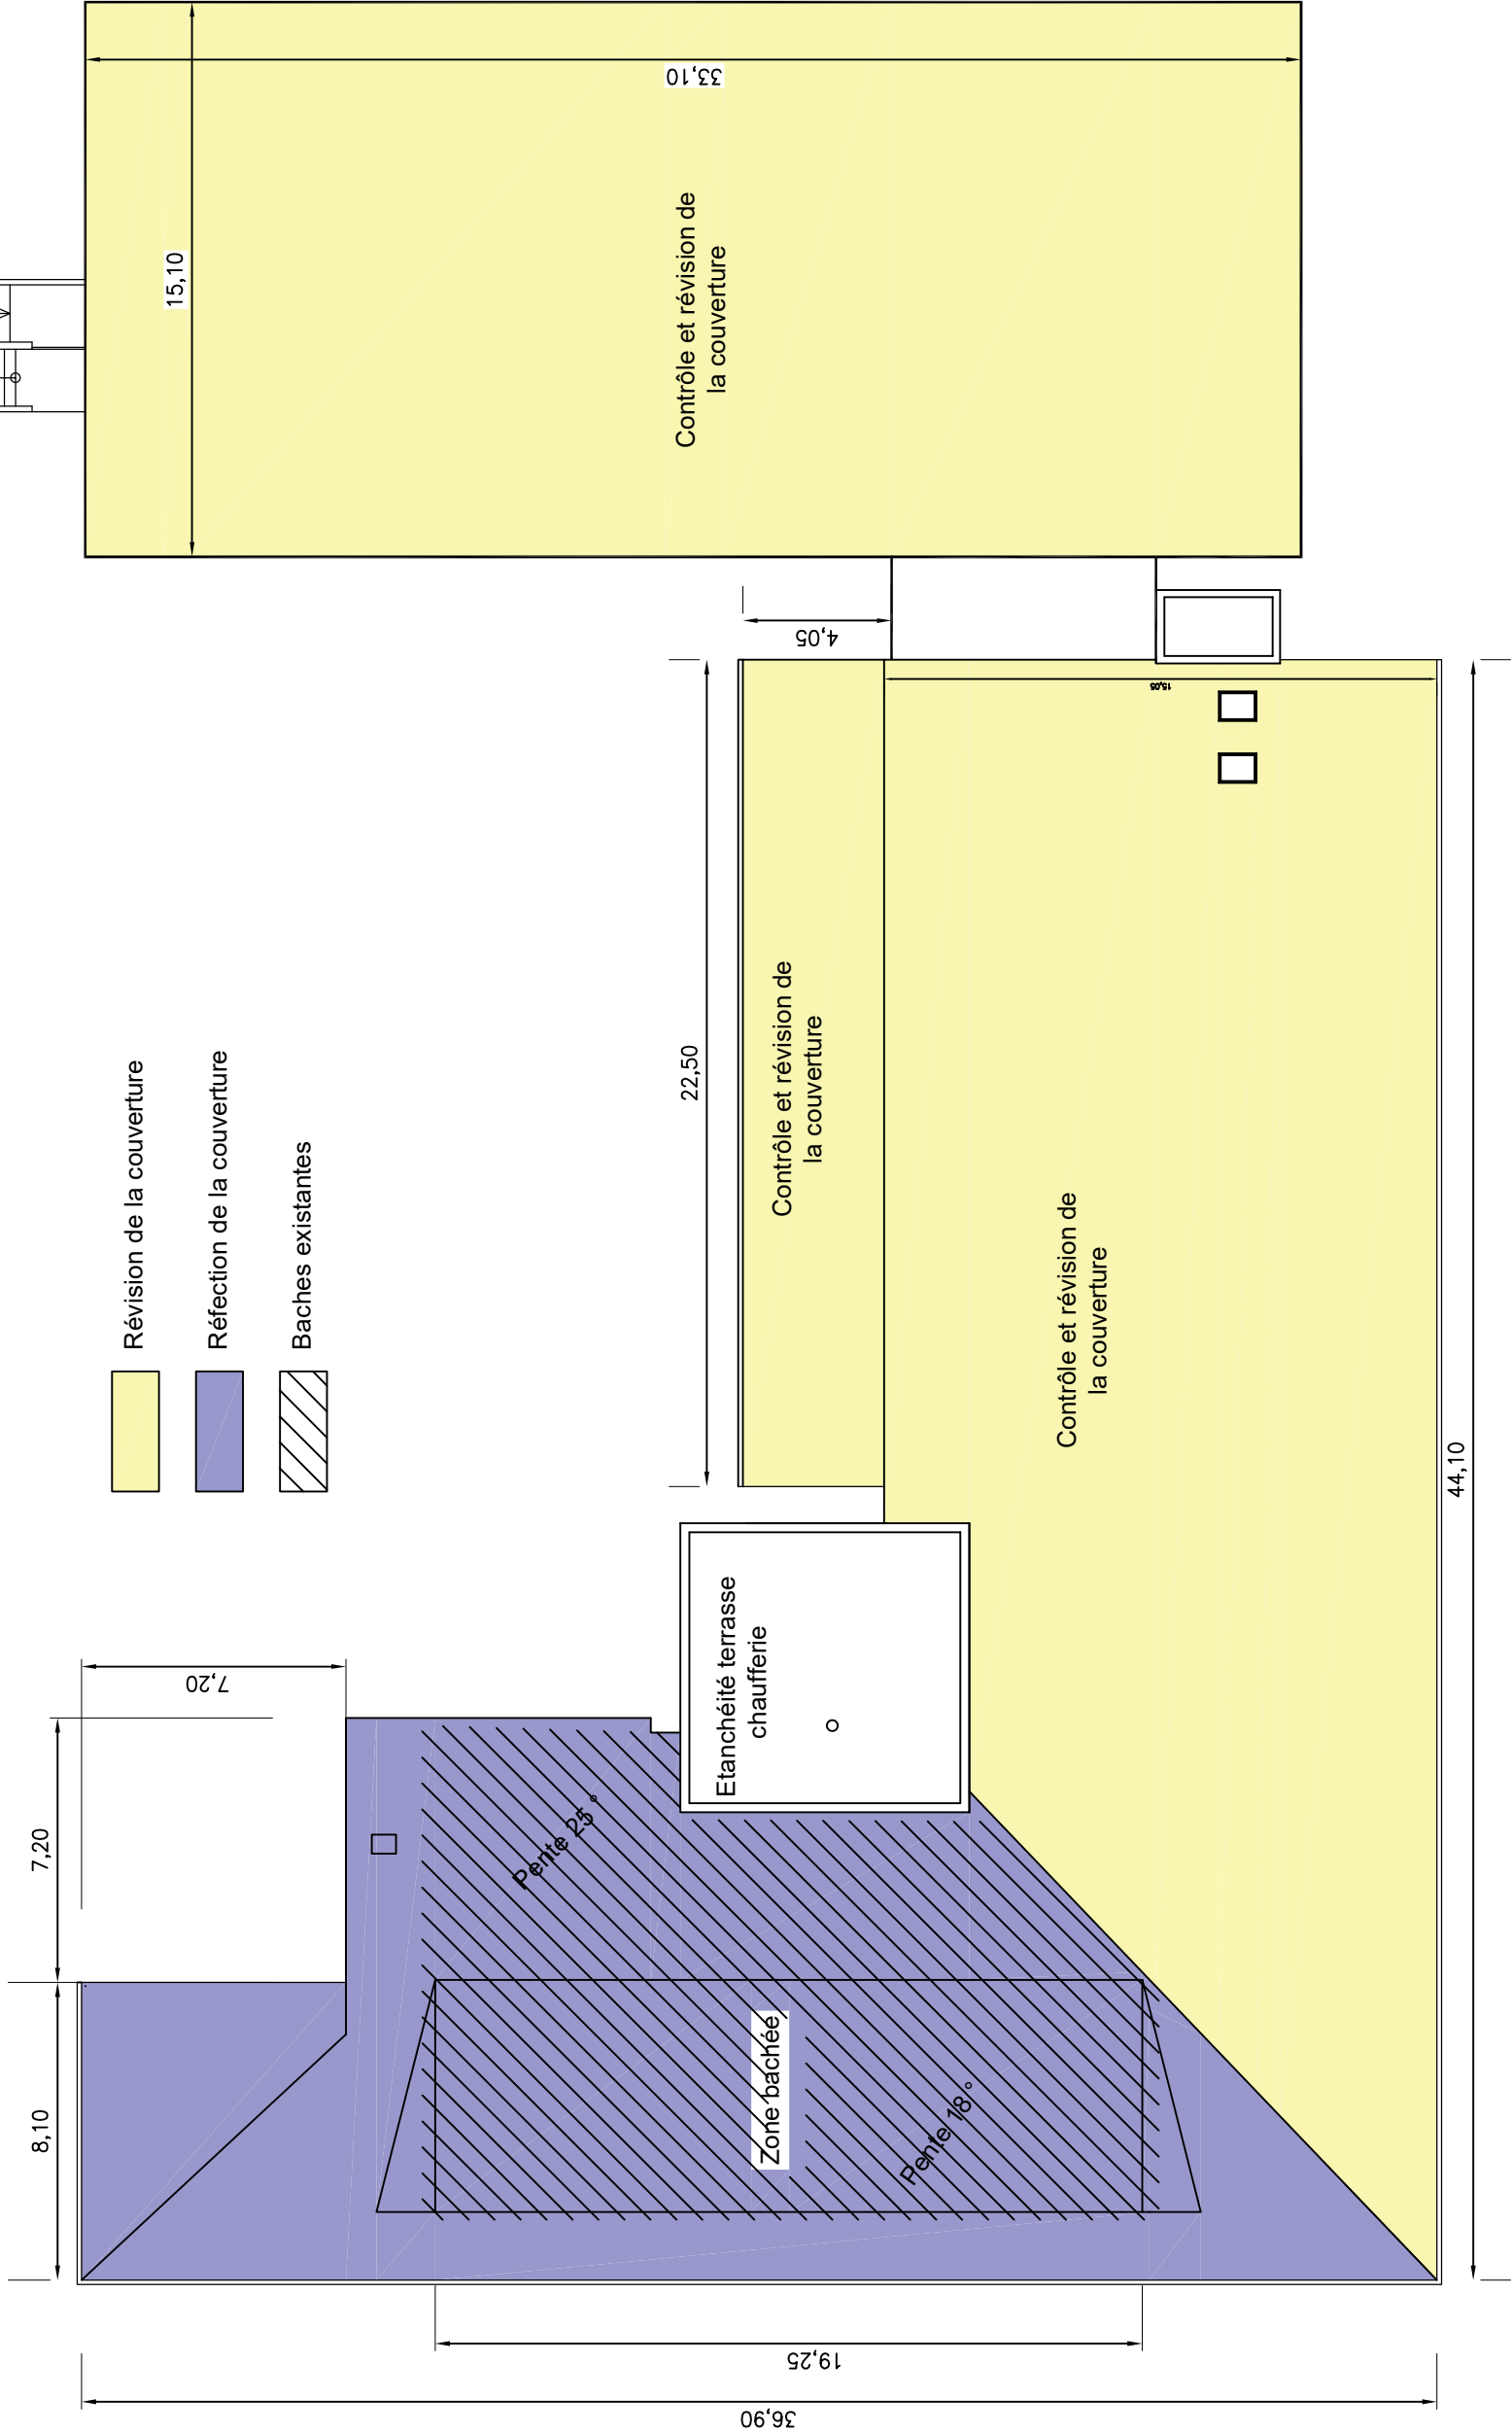 33,10
15,10
Contrôle et révision de
la couverture
4,05
15,05
22,50
Contrôle et révision de
la couverture
Contrôle et révision de
la couverture
44,10
Révision de la couverture
Réfection de la couverture
Baches existantes
Etanchéité terrasse
chaufferie
7,20
7,20
8,10
Pente 25°
Zone bachée
Pente 18°
19,25
36,90